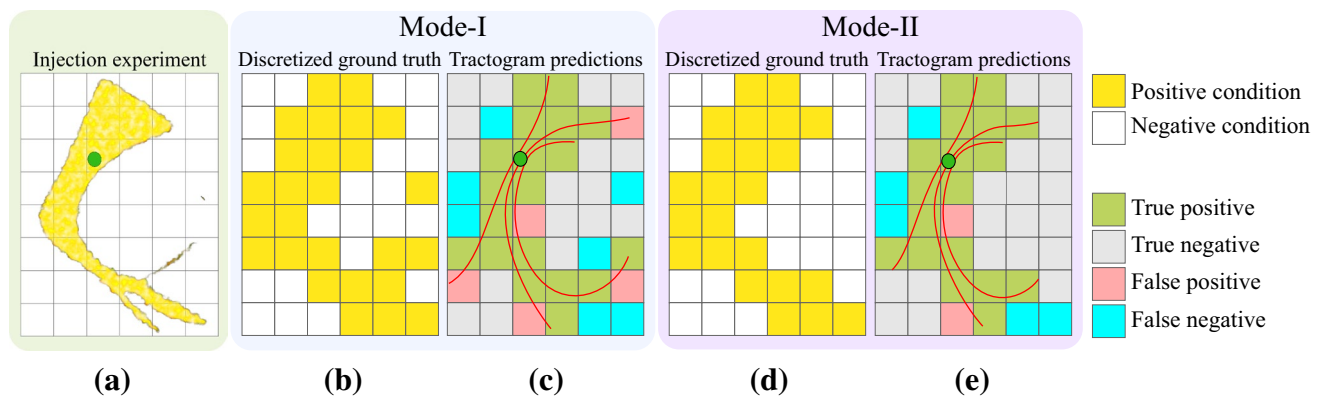 Mode-I
Mode-II
Injection experiment
Discretized ground truth
Tractogram predictions
Discretized ground truth
Tractogram predictions
Positive condition
Negative condition
True positive
True negative
False positive
False negative
(a)
(b)
(c)
(d)
(e)